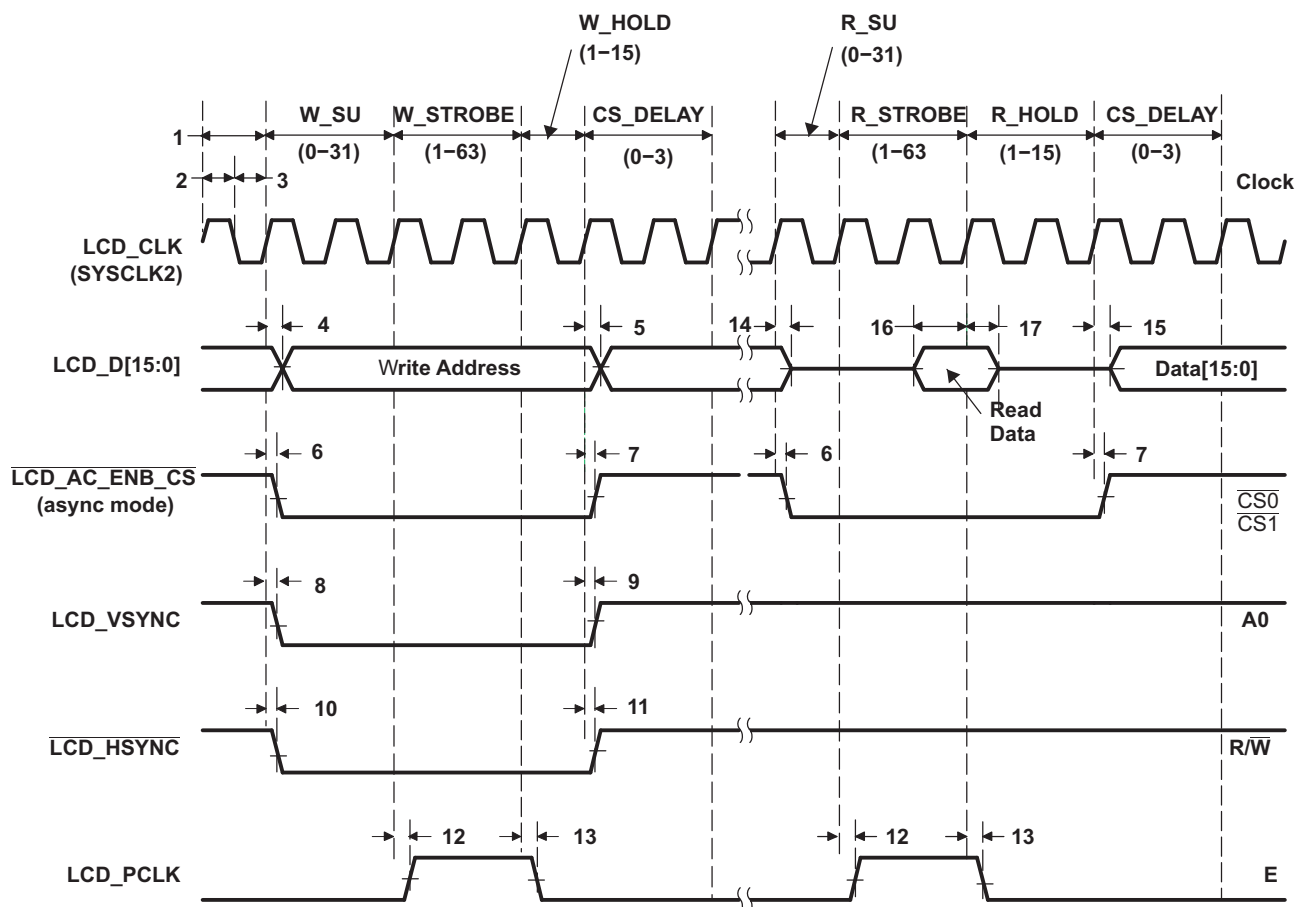 W_HOLD
(1−15)
R_SU
(0−31)
W_SU
W_STROBE
CS_DELAY
R_STROBE
R_HOLD
CS_DELAY
1
(0−31)
(1−63)
(0−3)
(1−63
(1−15)
(0−3)
2
3
Clock
LCD_CLK
(SYSCLK2)
4
5
14
16
17
15
LCD_D[15:0]
Write Address
Data[15:0]
Read
Data
6
7
6
7
LCD_AC_ENB_CS
(async mode)
CS0
CS1
8
9
LCD_VSYNC
A0
10
11
LCD_HSYNC
R/W
12
13
12
13
LCD_PCLK
E